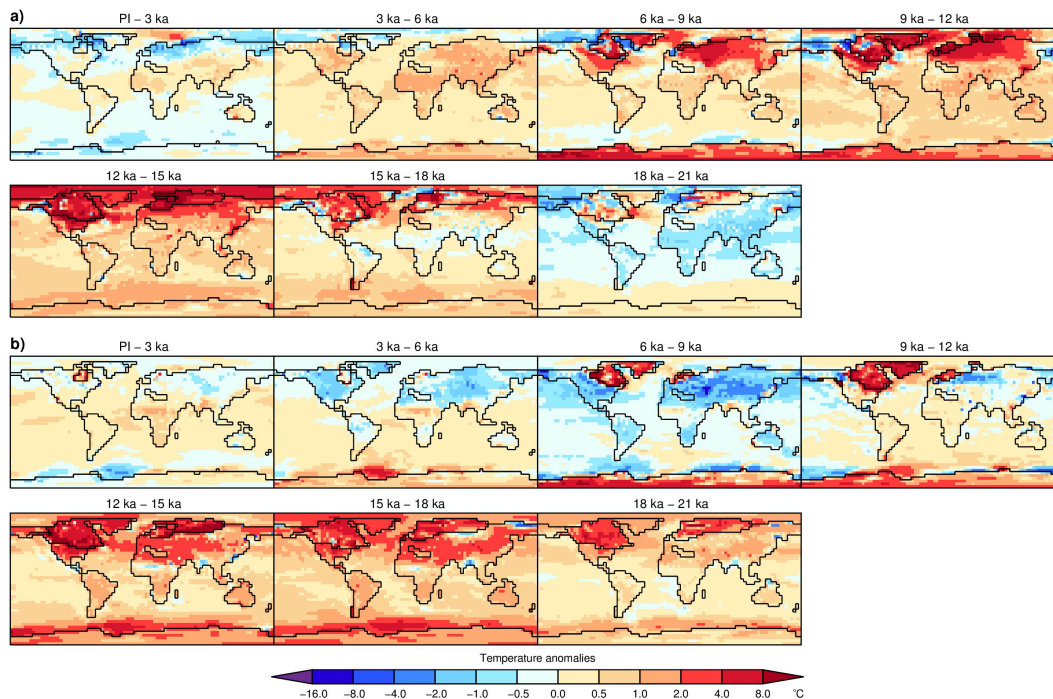 a)
PI − 3 ka
3 ka − 6 ka
6 ka − 9 ka
9 ka − 12 ka
12 ka − 15 ka
15 ka − 18 ka
18 ka − 21 ka
b)
PI − 3 ka
3 ka − 6 ka
6 ka − 9 ka
9 ka − 12 ka
12 ka − 15 ka
15 ka − 18 ka
18 ka − 21 ka
Temperature anomalies
−16.0 −8.0 −4.0 −2.0 −1.0 −0.5 0.0 0.5 1.0 2.0 4.0 8.0 °C